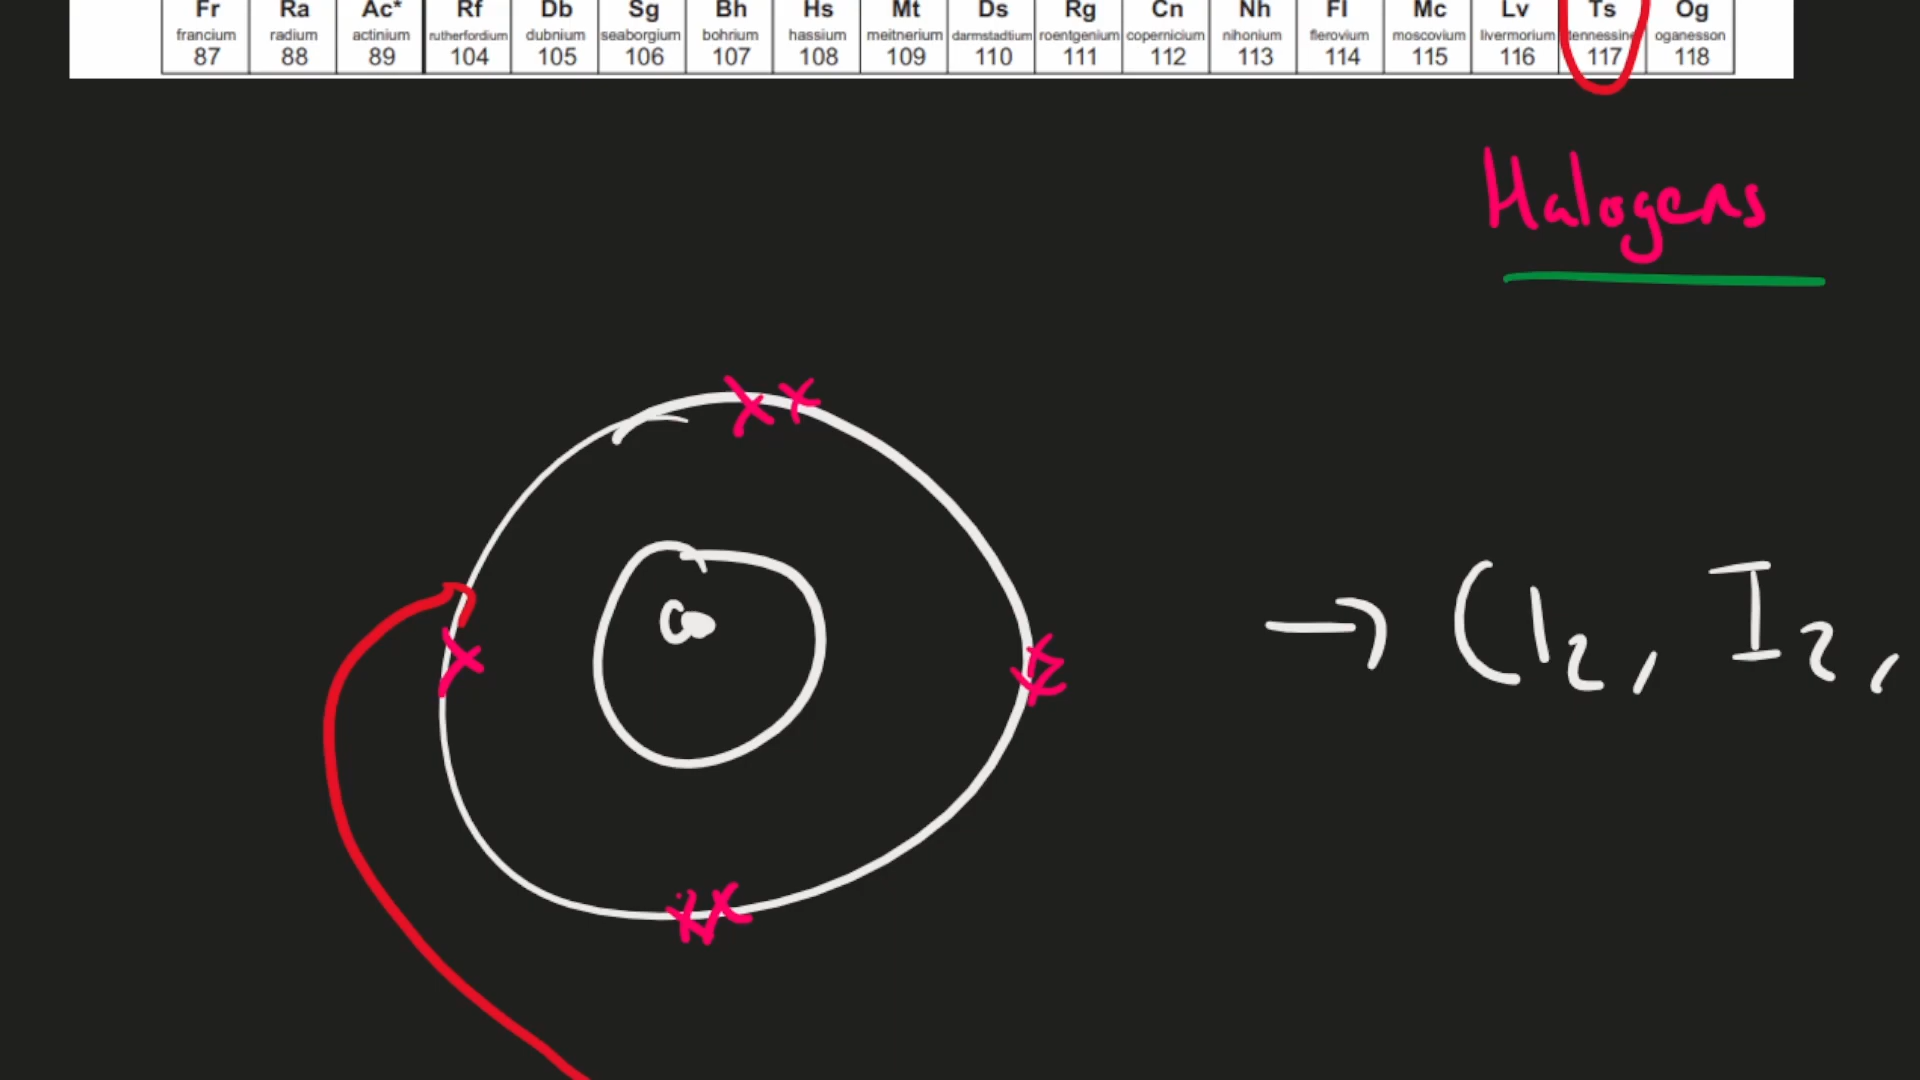 Fr Ra Ac* Rf Db Sg Bh Hs Mt Ds Rg Cn Nh Fl Mc Lv Ts Og
francium radium actinium rutherfordium dubnium seaborgium bohrium hassium meitnerium darmstadtium roentgenium copernicium nihonium flerovium moscovium livermorium tennessine oganesson
87 88 89 104 105 106 107 108 109 110 111 112 113 114 115 116 117 118
Halogens
→ Cl₂, I₂,